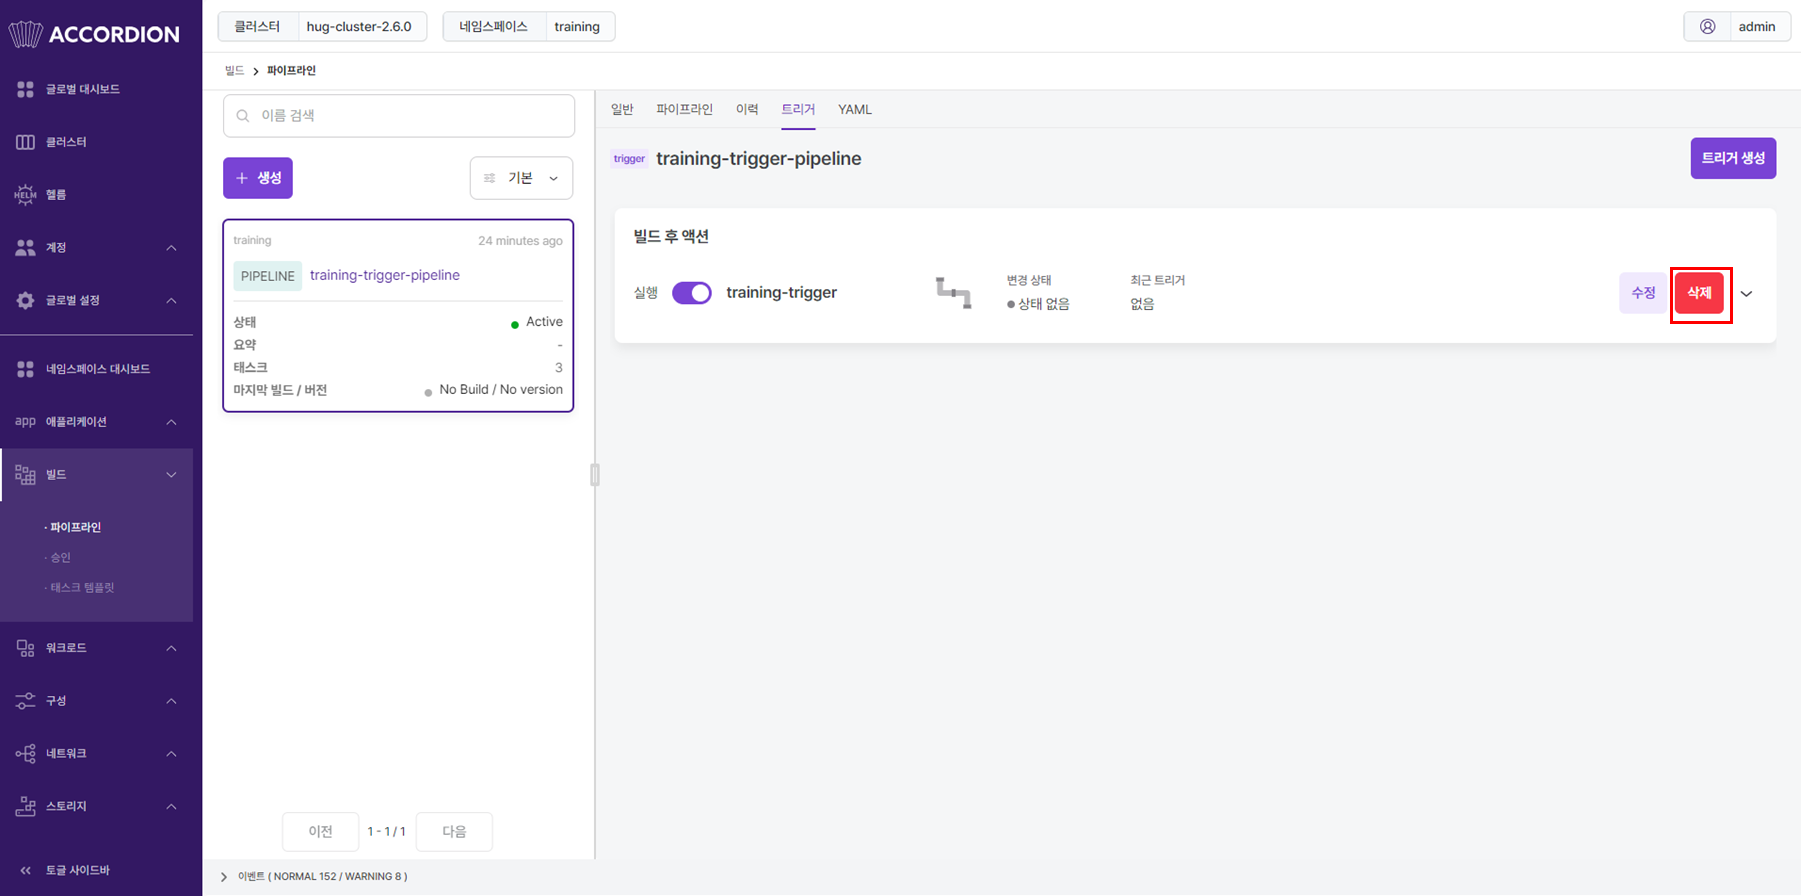 ACCORDION
글로벌 대시보드
클러스터
HELM 헬름
계정
글로벌 설정
네임스페이스 대시보드
app 애플리케이션
빌드
· 파이프라인
· 승인
· 태스크 템플릿
워크로드
구성
네트워크
스토리지
토글 사이드바
클러스터 hug-cluster-2.6.0 네임스페이스 training admin
빌드 파이프라인
이름 검색
+ 생성 기본
training 24 minutes ago
PIPELINE training-trigger-pipeline
상태 Active
요약 -
태스크 3
마지막 빌드 / 버전 No Build / No version
이전 1 - 1 / 1 다음
일반 파이프라인 이력 트리거 YAML
trigger training-trigger-pipeline 트리거 생성
빌드 후 액션
실행 training-trigger
변경 상태
상태 없음
최근 트리거
없음
수정 삭제
이벤트 ( NORMAL 152 / WARNING 8 )